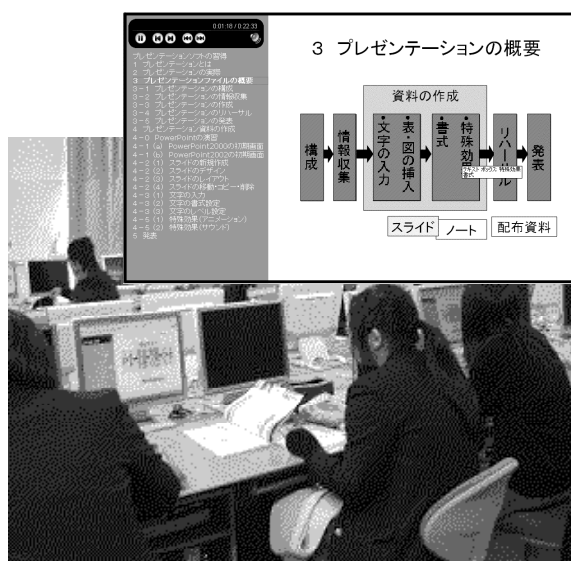 0:01:18 / 0:22:33
プレゼンテーションソフトの習得
1 プレゼンテーションとは
2 プレゼンテーションの実際
3 プレゼンテーションファイルの概要
3-1 プレゼンテーションの構成
3-2 プレゼンテーションの情報収集
3-3 プレゼンテーションの作成
3-4 プレゼンテーションのリハーサル
3-5 プレゼンテーションの発表
4 プレゼンテーション資料の作成
4-0 PowerPointの演習
4-1 (a) PowerPoint2000の初期画面
4-1 (b) PowerPoint2002の初期画面
4-2 (1) スライドの新規作成
4-2 (2) スライドのデザイン
4-2 (3) スライドのレイアウト
4-2 (4) スライドの移動・コピー・削除
4-3 (1) 文字の入力
4-3 (2) 文字の書式設定
4-3 (3) 文字のレベル設定
4-5 (1) 特殊効果(アニメーション)
4-5 (2) 特殊効果(サウンド)
5 発表
3 プレゼンテーションの概要
資料の作成
構成
情報収集
・文字の入力
・表・図の挿入
・書式
・特殊効果
テキスト ボックス: 特殊効果
書式
リハーサル
発表
スライド
ノート
配布資料